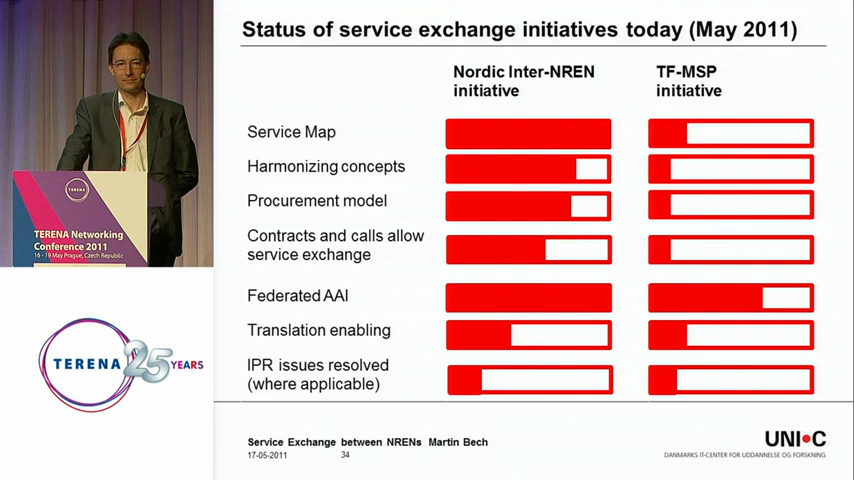 Status of service exchange initiatives today (May 2011)
Nordic Inter-NREN
initiative
TF-MSP
initiative
Service Map
Harmonizing concepts
Procurement model
Contracts and calls allow
service exchange
Federated AAI
Translation enabling
IPR issues resolved
(where applicable)
Service Exchange between NRENs Martin Bech
17-05-2011
34
UNI•C
DANMARKS IT-CENTER FOR UDDANNELSE OG FORSKNING
TERENA
TERENA Networking
Conference 2011
16 - 19 May Prague, Czech Republic
TERENA 25 YEARS